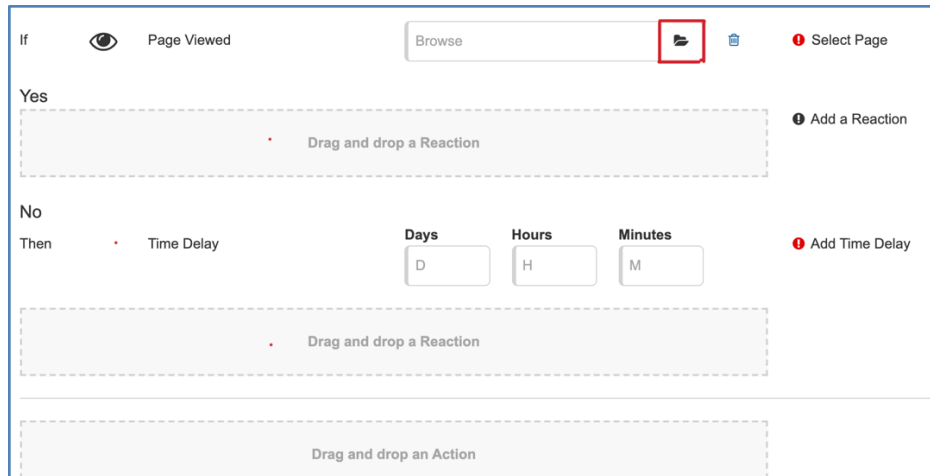 If Page Viewed Browse Select Page
Yes
Add a Reaction
Drag and drop a Reaction
No
Days Hours Minutes
Then Time Delay Add Time Delay
D H M
Drag and drop a Reaction
Drag and drop an Action